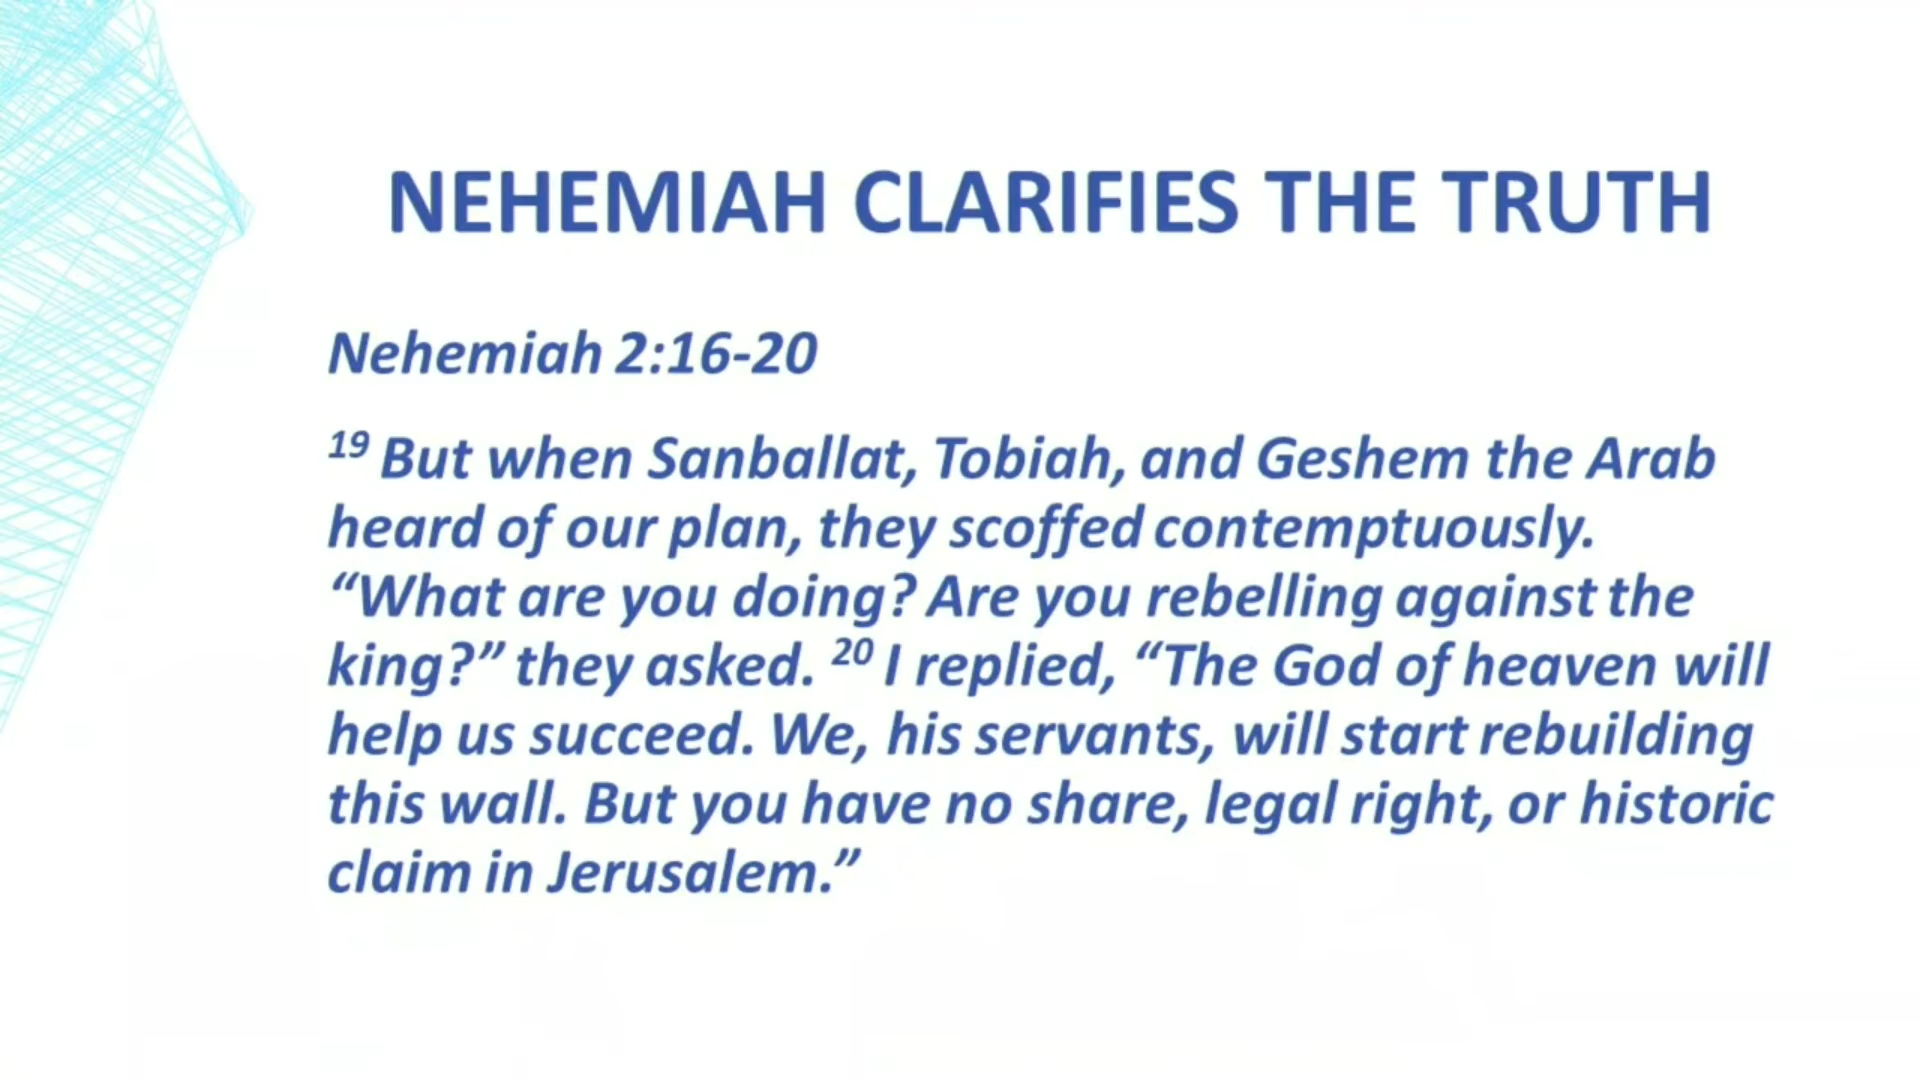 NEHEMIAH CLARIFIES THE TRUTH
Nehemiah 2:16-20
19 But when Sanballat, Tobiah, and Geshem the Arab
heard of our plan, they scoffed contemptuously.
“What are you doing? Are you rebelling against the
king?” they asked. 20 I replied, “The God of heaven will
help us succeed. We, his servants, will start rebuilding
this wall. But you have no share, legal right, or historic
claim in Jerusalem.”